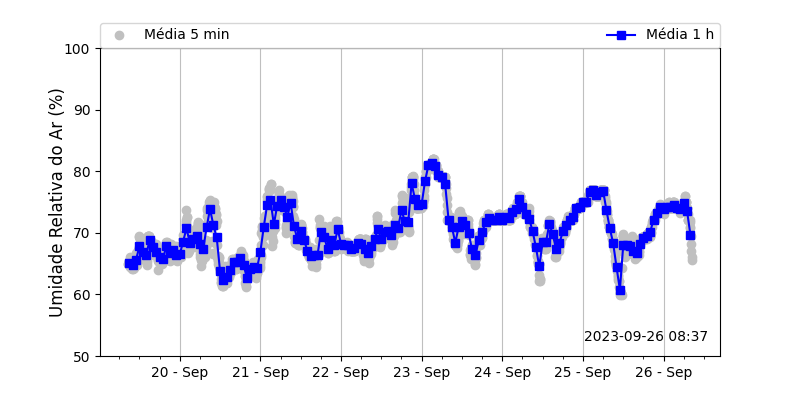 Média 5 min
Média 1 h
Umidade Relativa do Ar (%)
100
90
80
70
60
50
2023-09-26 08:37
20 - Sep
21 - Sep
22 - Sep
23 - Sep
24 - Sep
25 - Sep
26 - Sep